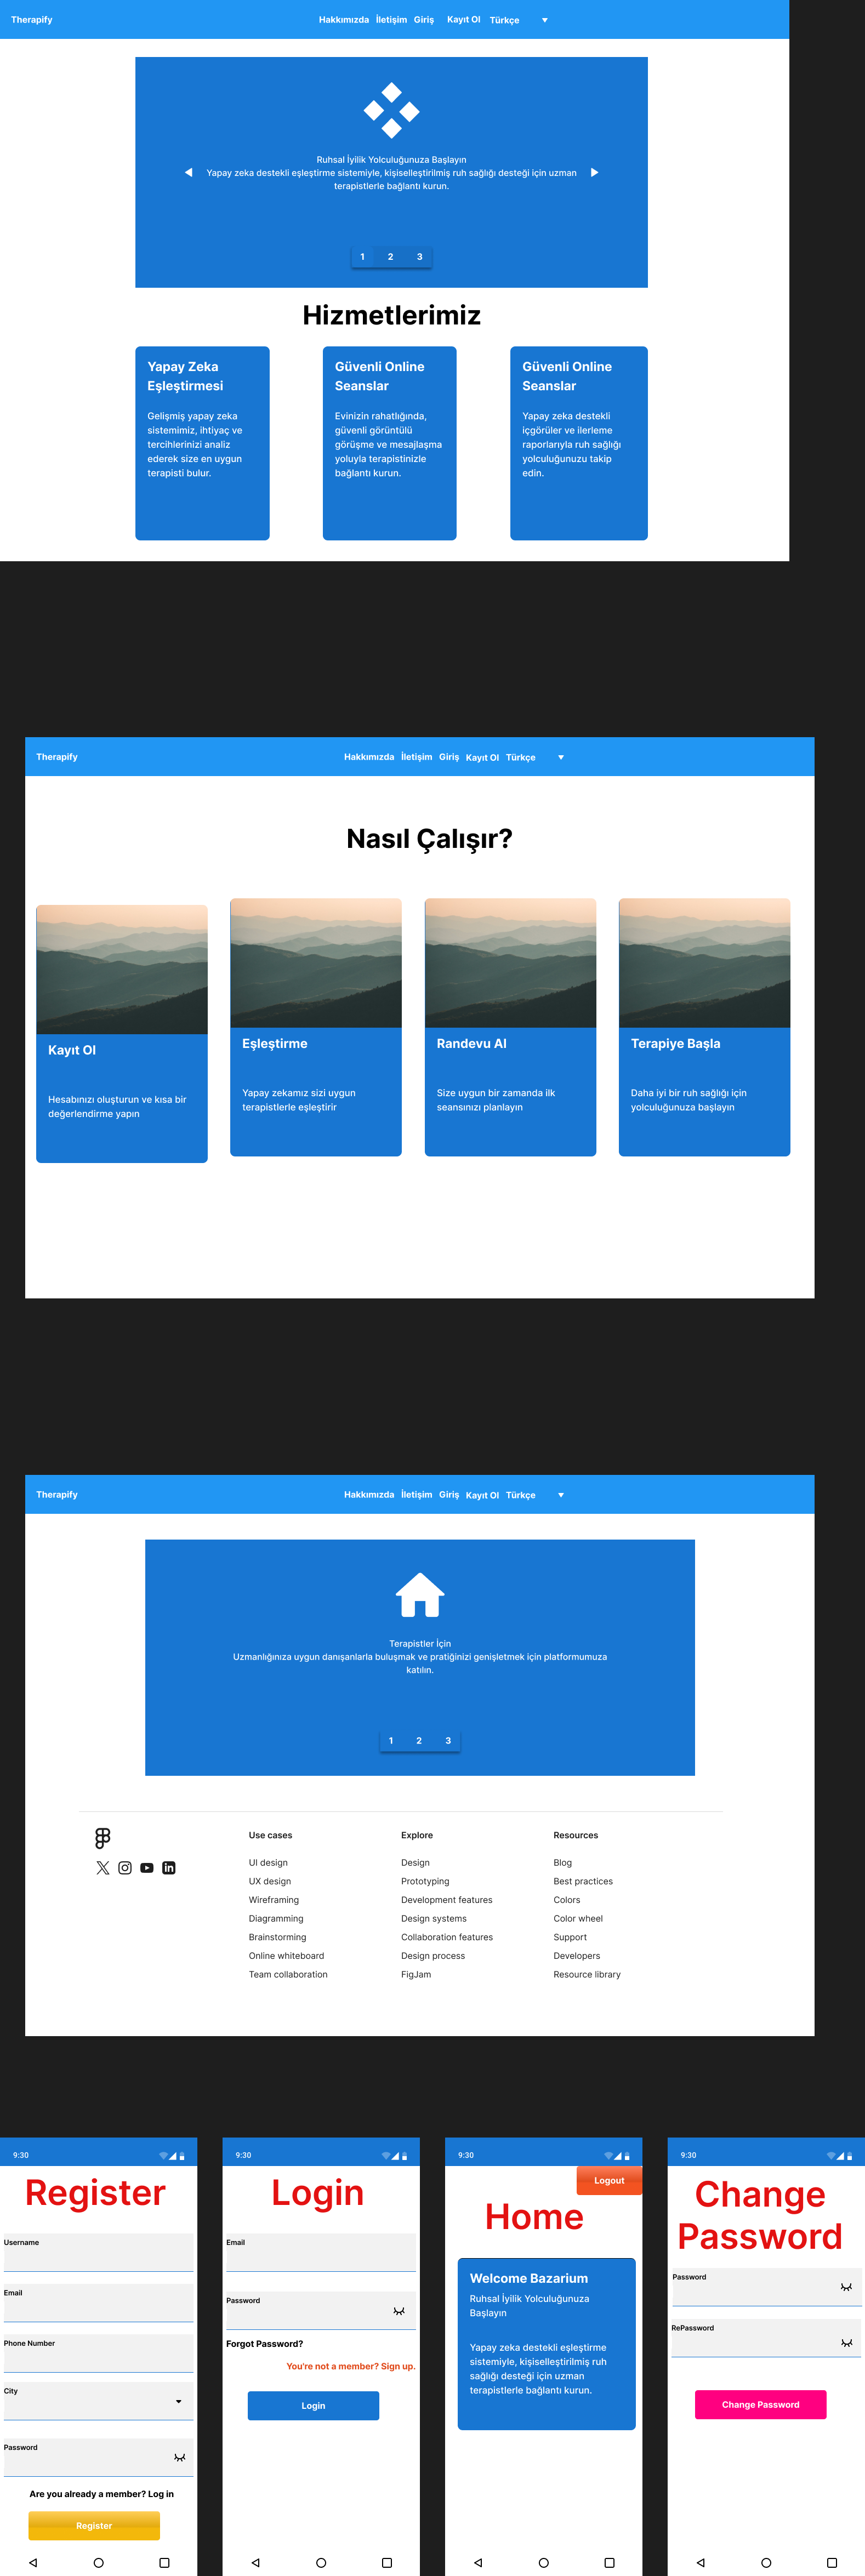 Therapify
Hakkımızda İletişim Giriş Kayıt Ol Türkçe
Ruhsal İyilik Yolculuğunuza Başlayın
Yapay zeka destekli eşleştirme sistemiyle, kişiselleştirilmiş ruh sağlığı desteği için uzman
terapistlerle bağlantı kurun.
1 2 3
Hizmetlerimiz
Yapay Zeka
Eşleştirmesi
Gelişmiş yapay zeka
sistemimiz, ihtiyaç ve
tercihlerinizi analiz
ederek size en uygun
terapisti bulur.
Güvenli Online
Seanslar
Evinizin rahatlığında,
güvenli görüntülü
görüşme ve mesajlaşma
yoluyla terapistinizle
bağlantı kurun.
Güvenli Online
Seanslar
Yapay zeka destekli
içgörüler ve ilerleme
raporlarıyla ruh sağlığı
yolculuğunuzu takip
edin.
Therapify
Hakkımızda İletişim Giriş Kayıt Ol Türkçe
Nasıl Çalışır?
Kayıt Ol
Hesabınızı oluşturun ve kısa bir
değerlendirme yapın
Eşleştirme
Yapay zekamız sizi uygun
terapistlerle eşleştirir
Randevu Al
Size uygun bir zamanda ilk
seansınızı planlayın
Terapiye Başla
Daha iyi bir ruh sağlığı için
yolculuğunuza başlayın
Therapify
Hakkımızda İletişim Giriş Kayıt Ol Türkçe
Terapistler İçin
Uzmanlığınıza uygun danışanlarla buluşmak ve pratiğinizi genişletmek için platformumuza
katılın.
1 2 3
Use cases
UI design
UX design
Wireframing
Diagramming
Brainstorming
Online whiteboard
Team collaboration
Explore
Design
Prototyping
Development features
Design systems
Collaboration features
Design process
FigJam
Resources
Blog
Best practices
Colors
Color wheel
Support
Developers
Resource library
9:30
Register
Username
Email
Phone Number
City
Password
Are you already a member? Log in
Register
9:30
Login
Email
Password
Forgot Password?
You're not a member? Sign up.
Login
9:30
Logout
Home
Welcome Bazarium
Ruhsal İyilik Yolculuğunuza
Başlayın
Yapay zeka destekli eşleştirme
sistemiyle, kişiselleştirilmiş ruh
sağlığı desteği için uzman
terapistlerle bağlantı kurun.
9:30
Change
Password
Password
RePassword
Change Password